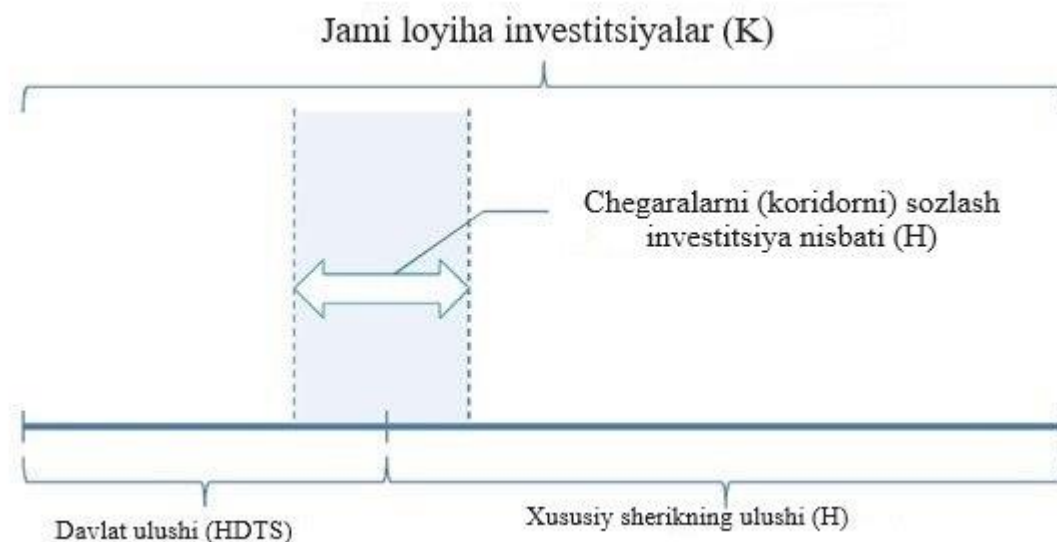 Jami loyiha investitsiyalar (K)
Chegaralarni (koridorni) sozlash
investitsiya nisbati (H)
Davlat ulushi (HDTS)
Xususiy sherikning ulushi (H)